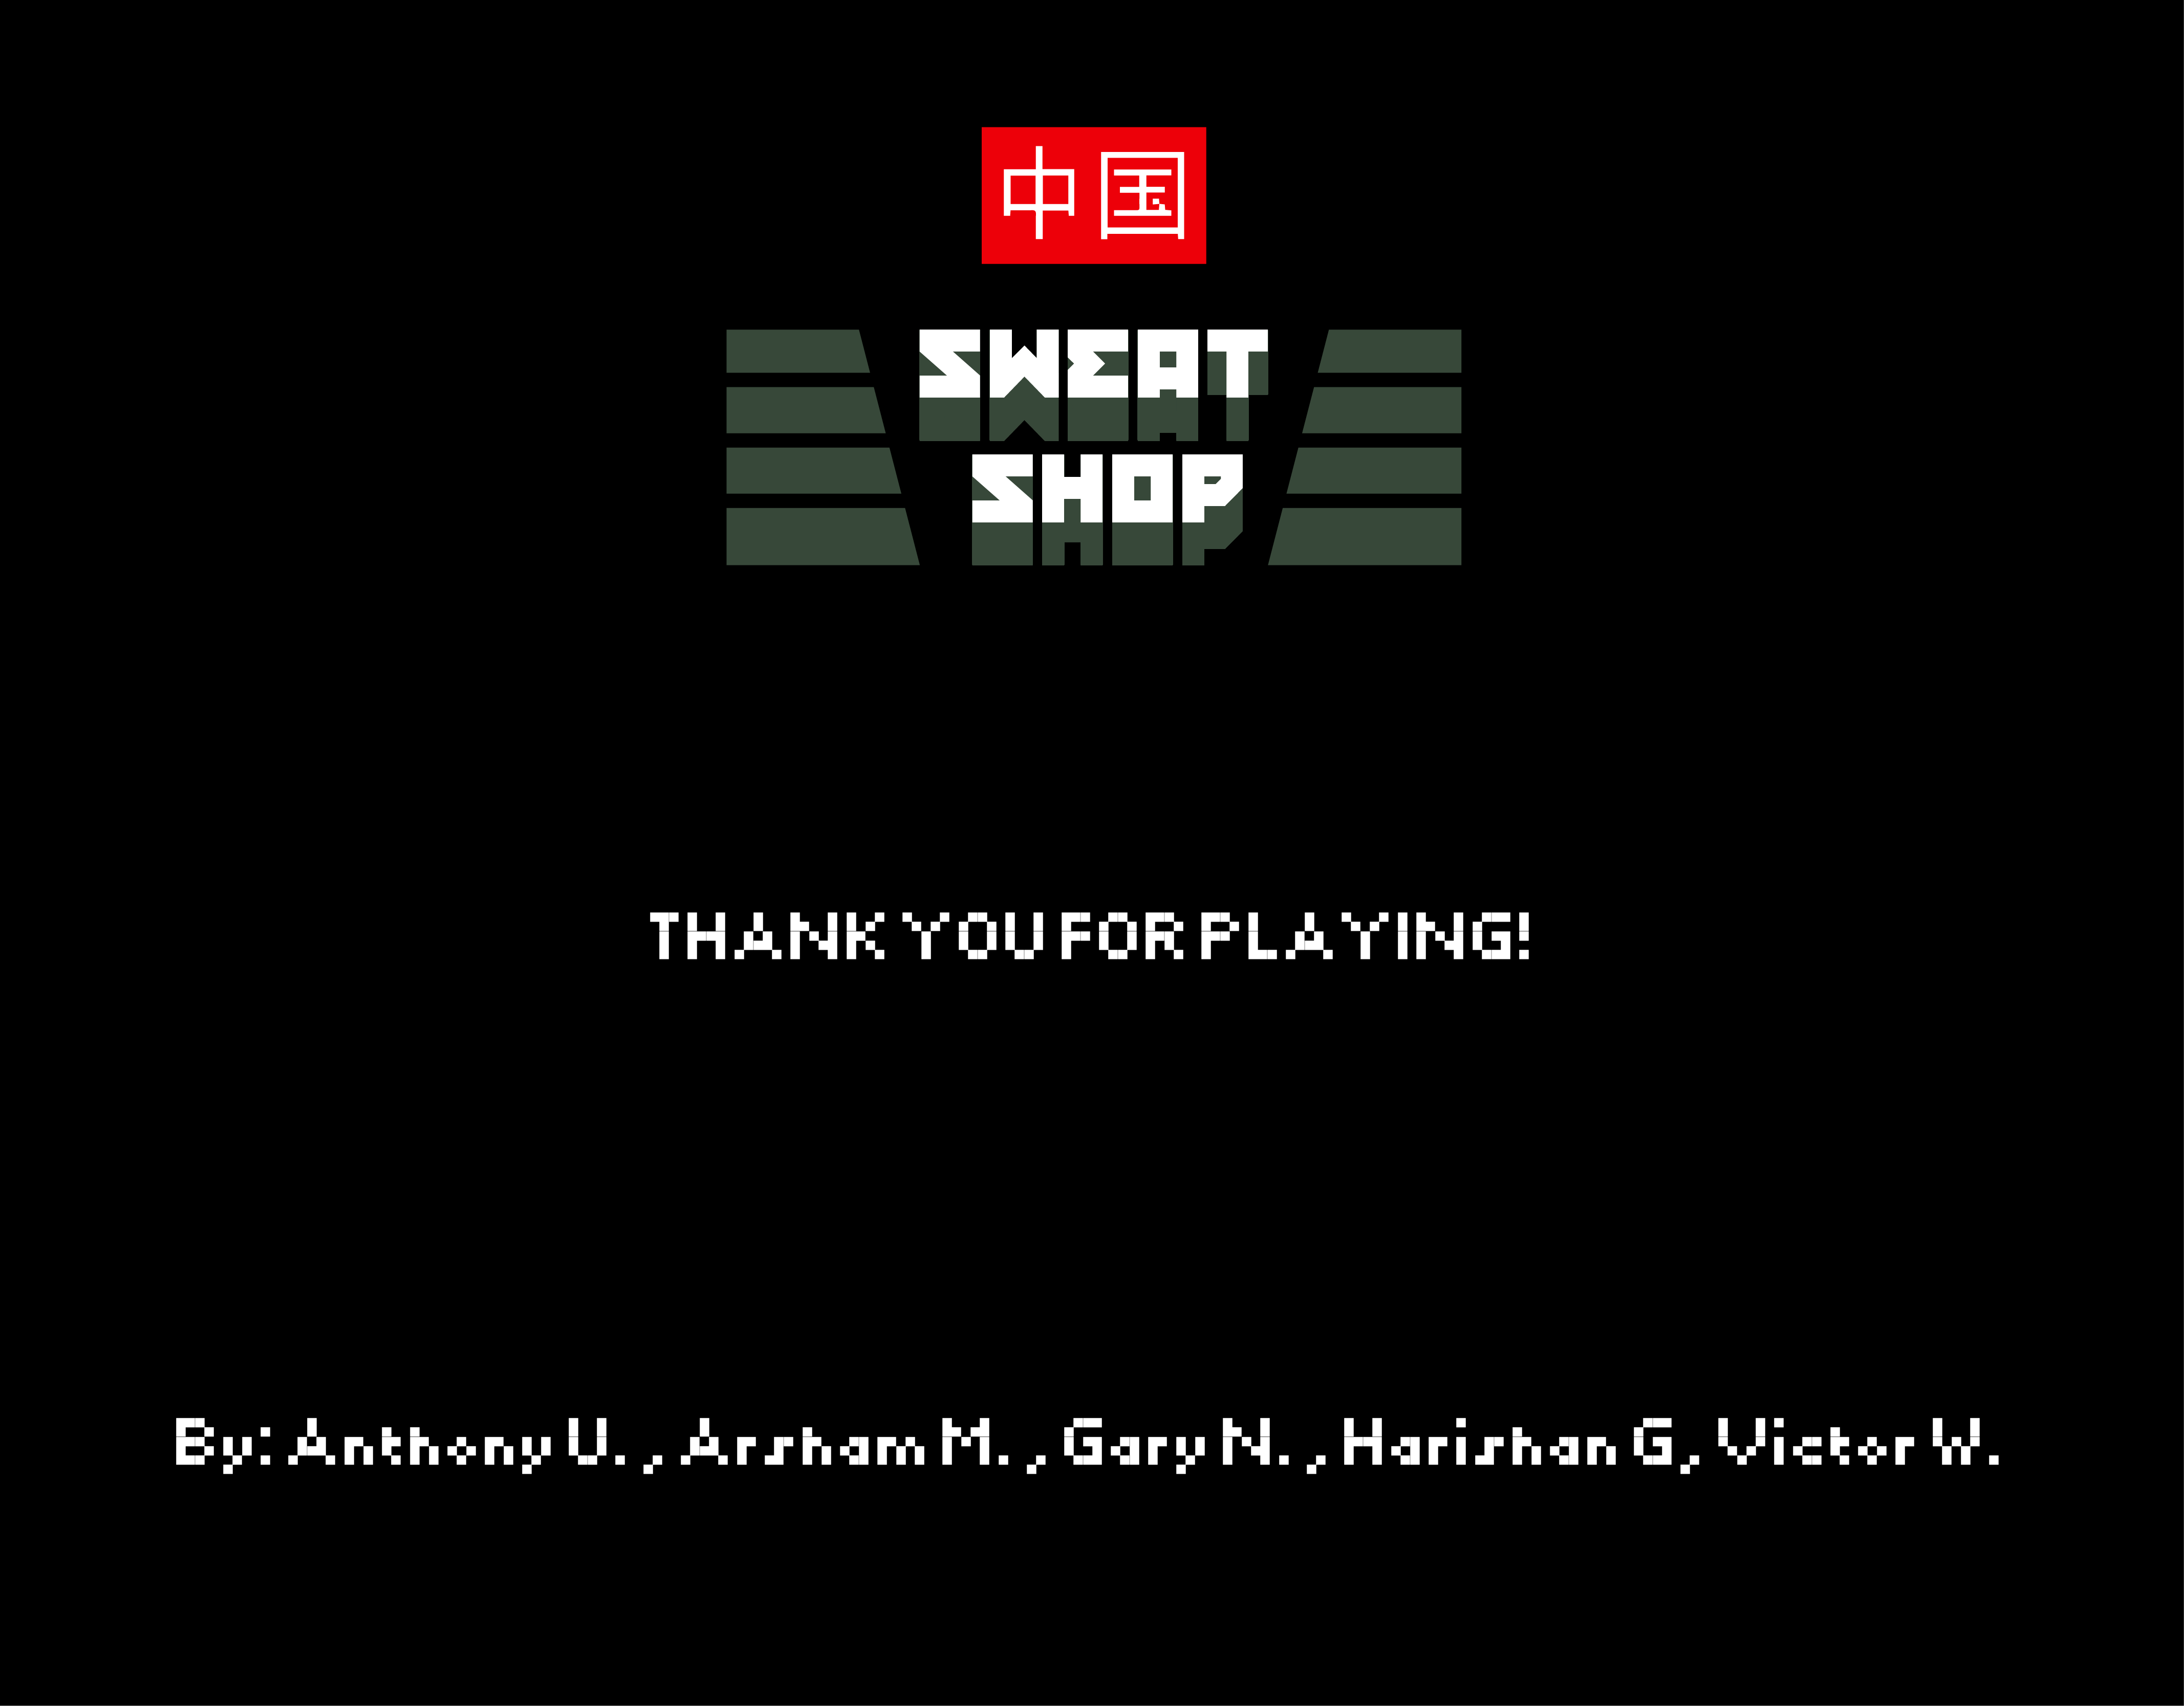 中国
SWEAT
SHOP
THANK YOU FOR PLAYING!
By: Anthony U. , Arsham M. , Gary N. , Harishan G, Victor W.